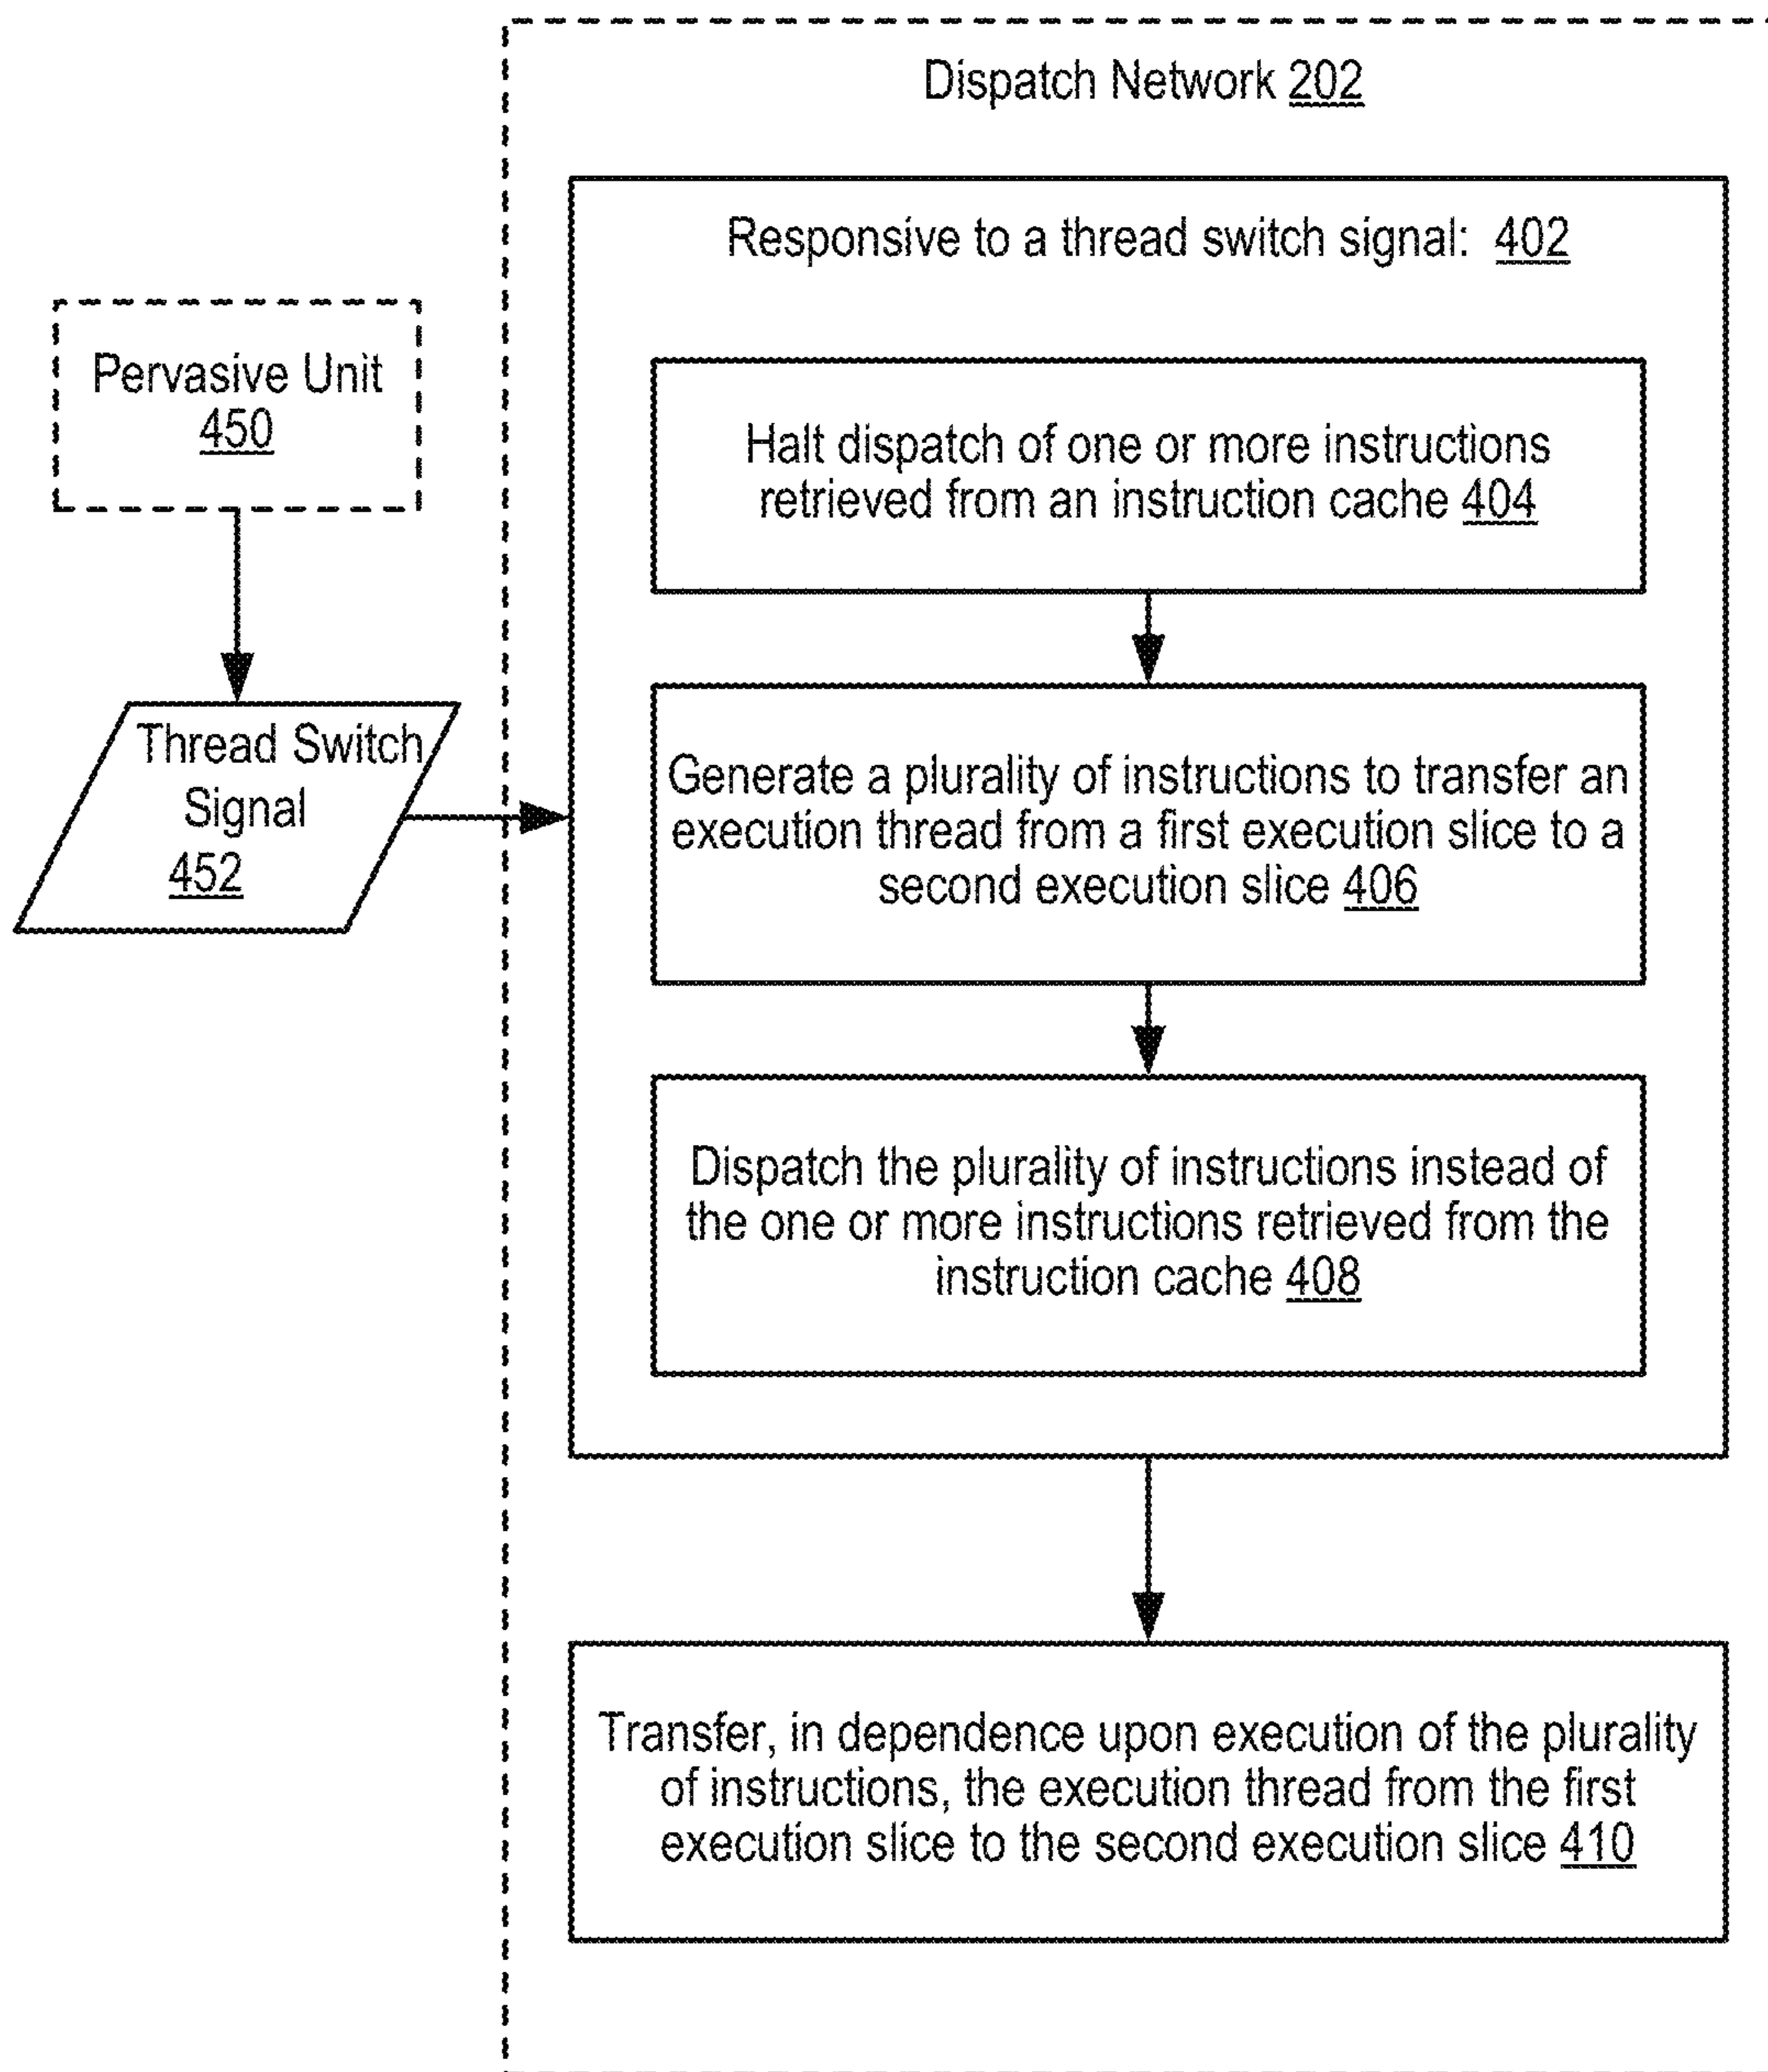 Dispatch Network 202
Responsive to a thread switch signal: 402
Pervasive Unit
450
Halt dispatch of one or more instructions
retrieved from an instruction cache 404
Thread Switch
Signal
452
Generate a plurality of instructions to transfer an
execution thread from a first execution slice to a
second execution slice 406
Dispatch the plurality of instructions instead of
the one or more instructions retrieved from the
instruction cache 408
Transfer, in dependence upon execution of the plurality
of instructions, the execution thread from the first
execution slice to the second execution slice 410